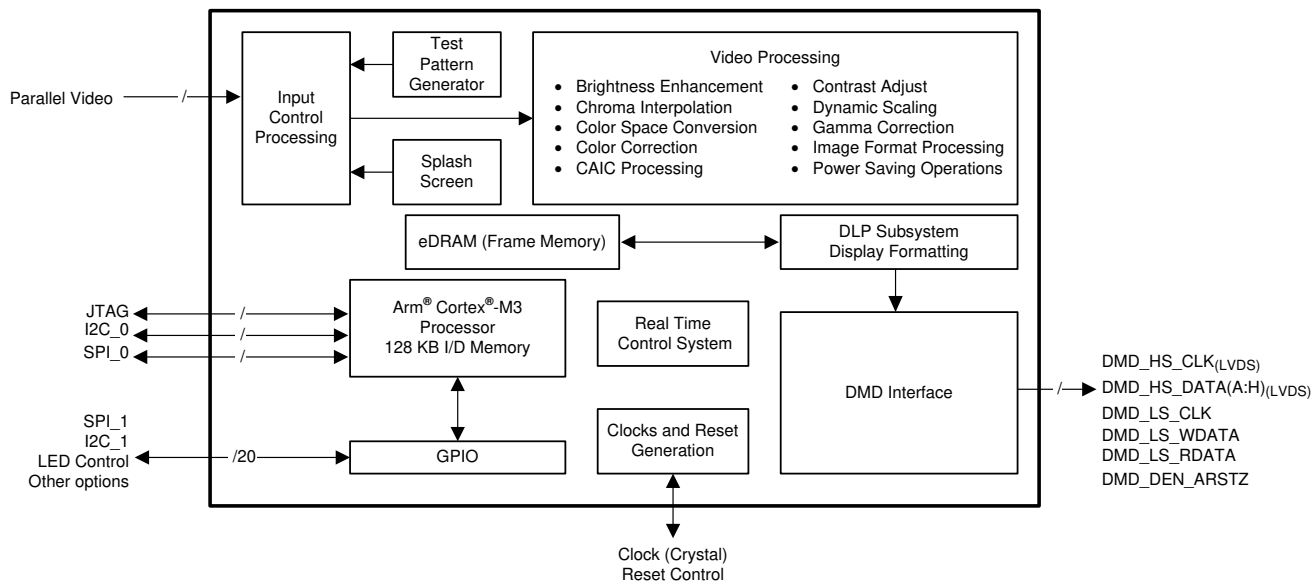 Parallel Video
/
Input
Control
Processing
Test
Pattern
Generator
Splash
Screen
Video Processing
• Brightness Enhancement
• Chroma Interpolation
• Color Space Conversion
• Color Correction
• CAIC Processing
• Contrast Adjust
• Dynamic Scaling
• Gamma Correction
• Image Format Processing
• Power Saving Operations
eDRAM (Frame Memory)
DLP Subsystem
Display Formatting
JTAG
/
I2C_0
/
SPI_0
/
Arm® Cortex®-M3
Processor
128 KB I/D Memory
Real Time
Control System
DMD Interface
/
DMD_HS_CLK(LVDS)
DMD_HS_DATA(A:H)(LVDS)
DMD_LS_CLK
DMD_LS_WDATA
DMD_LS_RDATA
DMD_DEN_ARSTZ
SPI_1
I2C_1
LED Control
Other options
/20
GPIO
Clocks and Reset
Generation
Clock (Crystal)
Reset Control